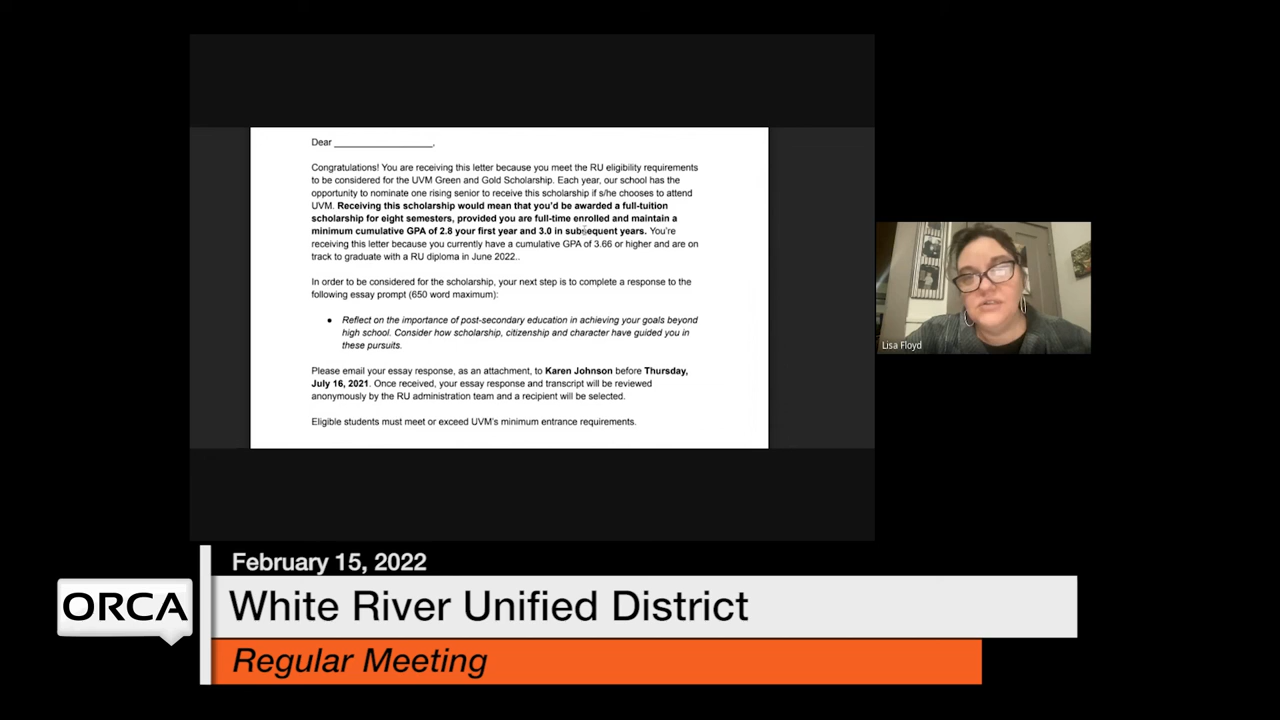 Dear __________________,
Congratulations! You are receiving this letter because you meet the RU eligibility requirements
to be considered for the UVM Green and Gold Scholarship. Each year, our school has the
opportunity to nominate one rising senior to receive this scholarship if s/he chooses to attend
UVM. Receiving this scholarship would mean that you'd be awarded a full-tuition
scholarship for eight semesters, provided you are full-time enrolled and maintain a
minimum cumulative GPA of 2.8 your first year and 3.0 in subsequent years. You're
receiving this letter because you currently have a cumulative GPA of 3.66 or higher and are on
track to graduate with a RU diploma in June 2022..
In order to be considered for the scholarship, your next step is to complete a response to the
following essay prompt (650 word maximum):
● Reflect on the importance of post-secondary education in achieving your goals beyond
high school. Consider how scholarship, citizenship and character have guided you in
these pursuits.
Please email your essay response, as an attachment, to Karen Johnson before Thursday,
July 16, 2021. Once received, your essay response and transcript will be reviewed
anonymously by the RU administration team and a recipient will be selected.
Eligible students must meet or exceed UVM's minimum entrance requirements.
Lisa Floyd
February 15, 2022
ORCA
White River Unified District
Regular Meeting